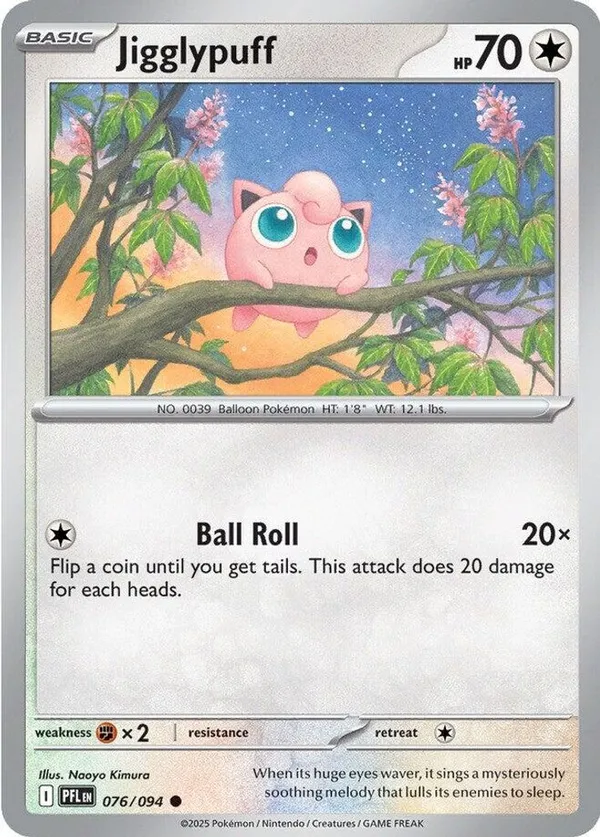 BASIC
Jigglypuff
HP 70
NO. 0039 Balloon Pokémon HT: 1'8" WT: 12.1 lbs.
Ball Roll 20×
Flip a coin until you get tails. This attack does 20 damage
for each heads.
weakness ×2 resistance retreat
Illus. Naoyo Kimura
When its huge eyes waver, it sings a mysteriously
soothing melody that lulls its enemies to sleep.
I PFL EN 076/094
©2025 Pokémon / Nintendo / Creatures / GAME FREAK